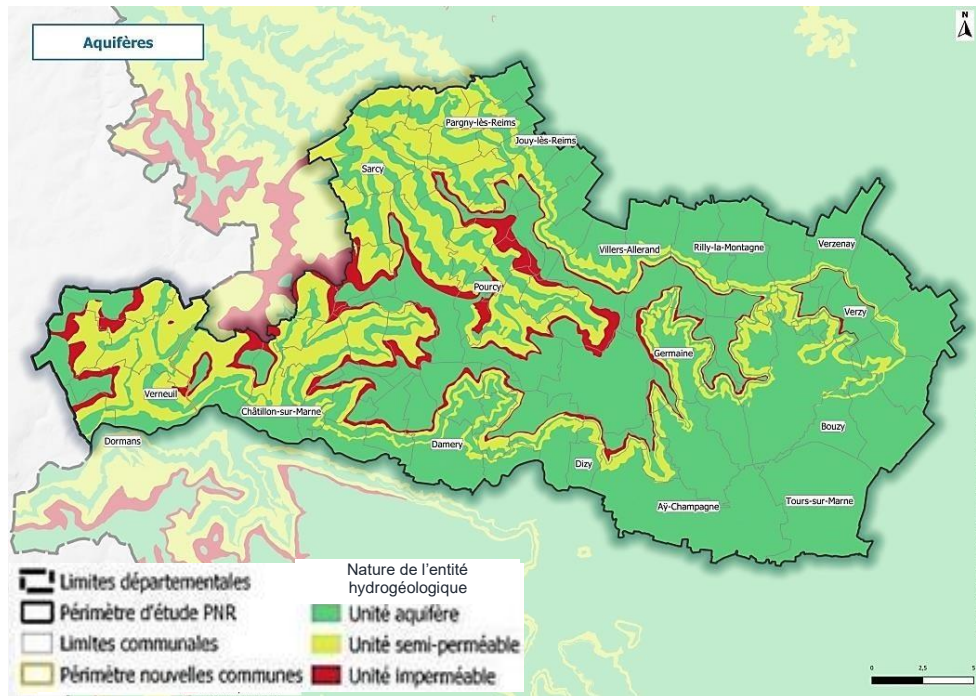 Aquifères
N
Pargny-lès-Reims
Jouy-lès-Reims
Sarcy
Villers-Allerand
Rilly-la-Montagne
Verzenay
Pourcy
Verzy
Germaine
Verneuil
Châtillon-sur-Marne
Bouzy
Dormans
Damery
Dizy
Aÿ-Champagne
Tours-sur-Marne
Limites départementales
Périmètre d'étude PNR
Limites communales
Périmètre nouvelles communes
Nature de l'entité
hydrogéologique
Unité aquifère
Unité semi-perméable
Unité imperméable
0 2,5 5